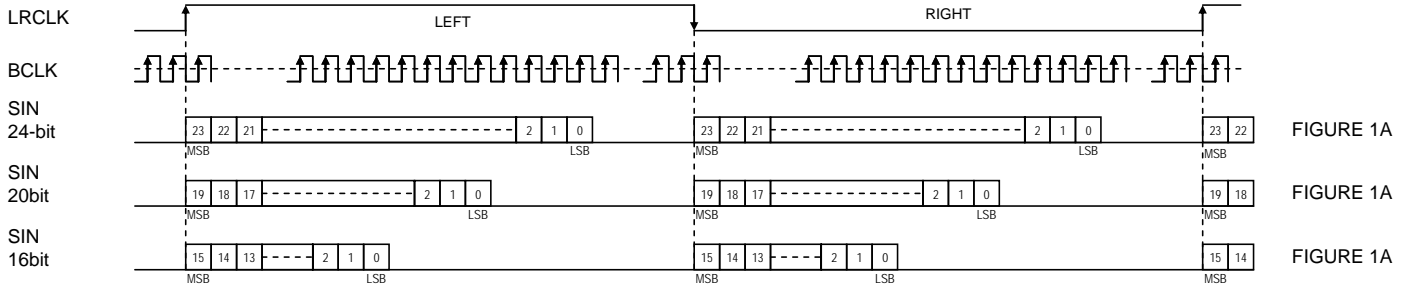 LRCLK LEFT RIGHT
BCLK
SIN
24-bit 23 22 21 2 1 0 23 22 21 2 1 0 23 22 FIGURE 1A
MSB LSB MSB LSB MSB
SIN
20bit 19 18 17 2 1 0 19 18 17 2 1 0 19 18 FIGURE 1A
MSB LSB MSB LSB MSB
SIN
16bit 15 14 13 2 1 0 15 14 13 2 1 0 15 14 FIGURE 1A
MSB LSB MSB LSB MSB